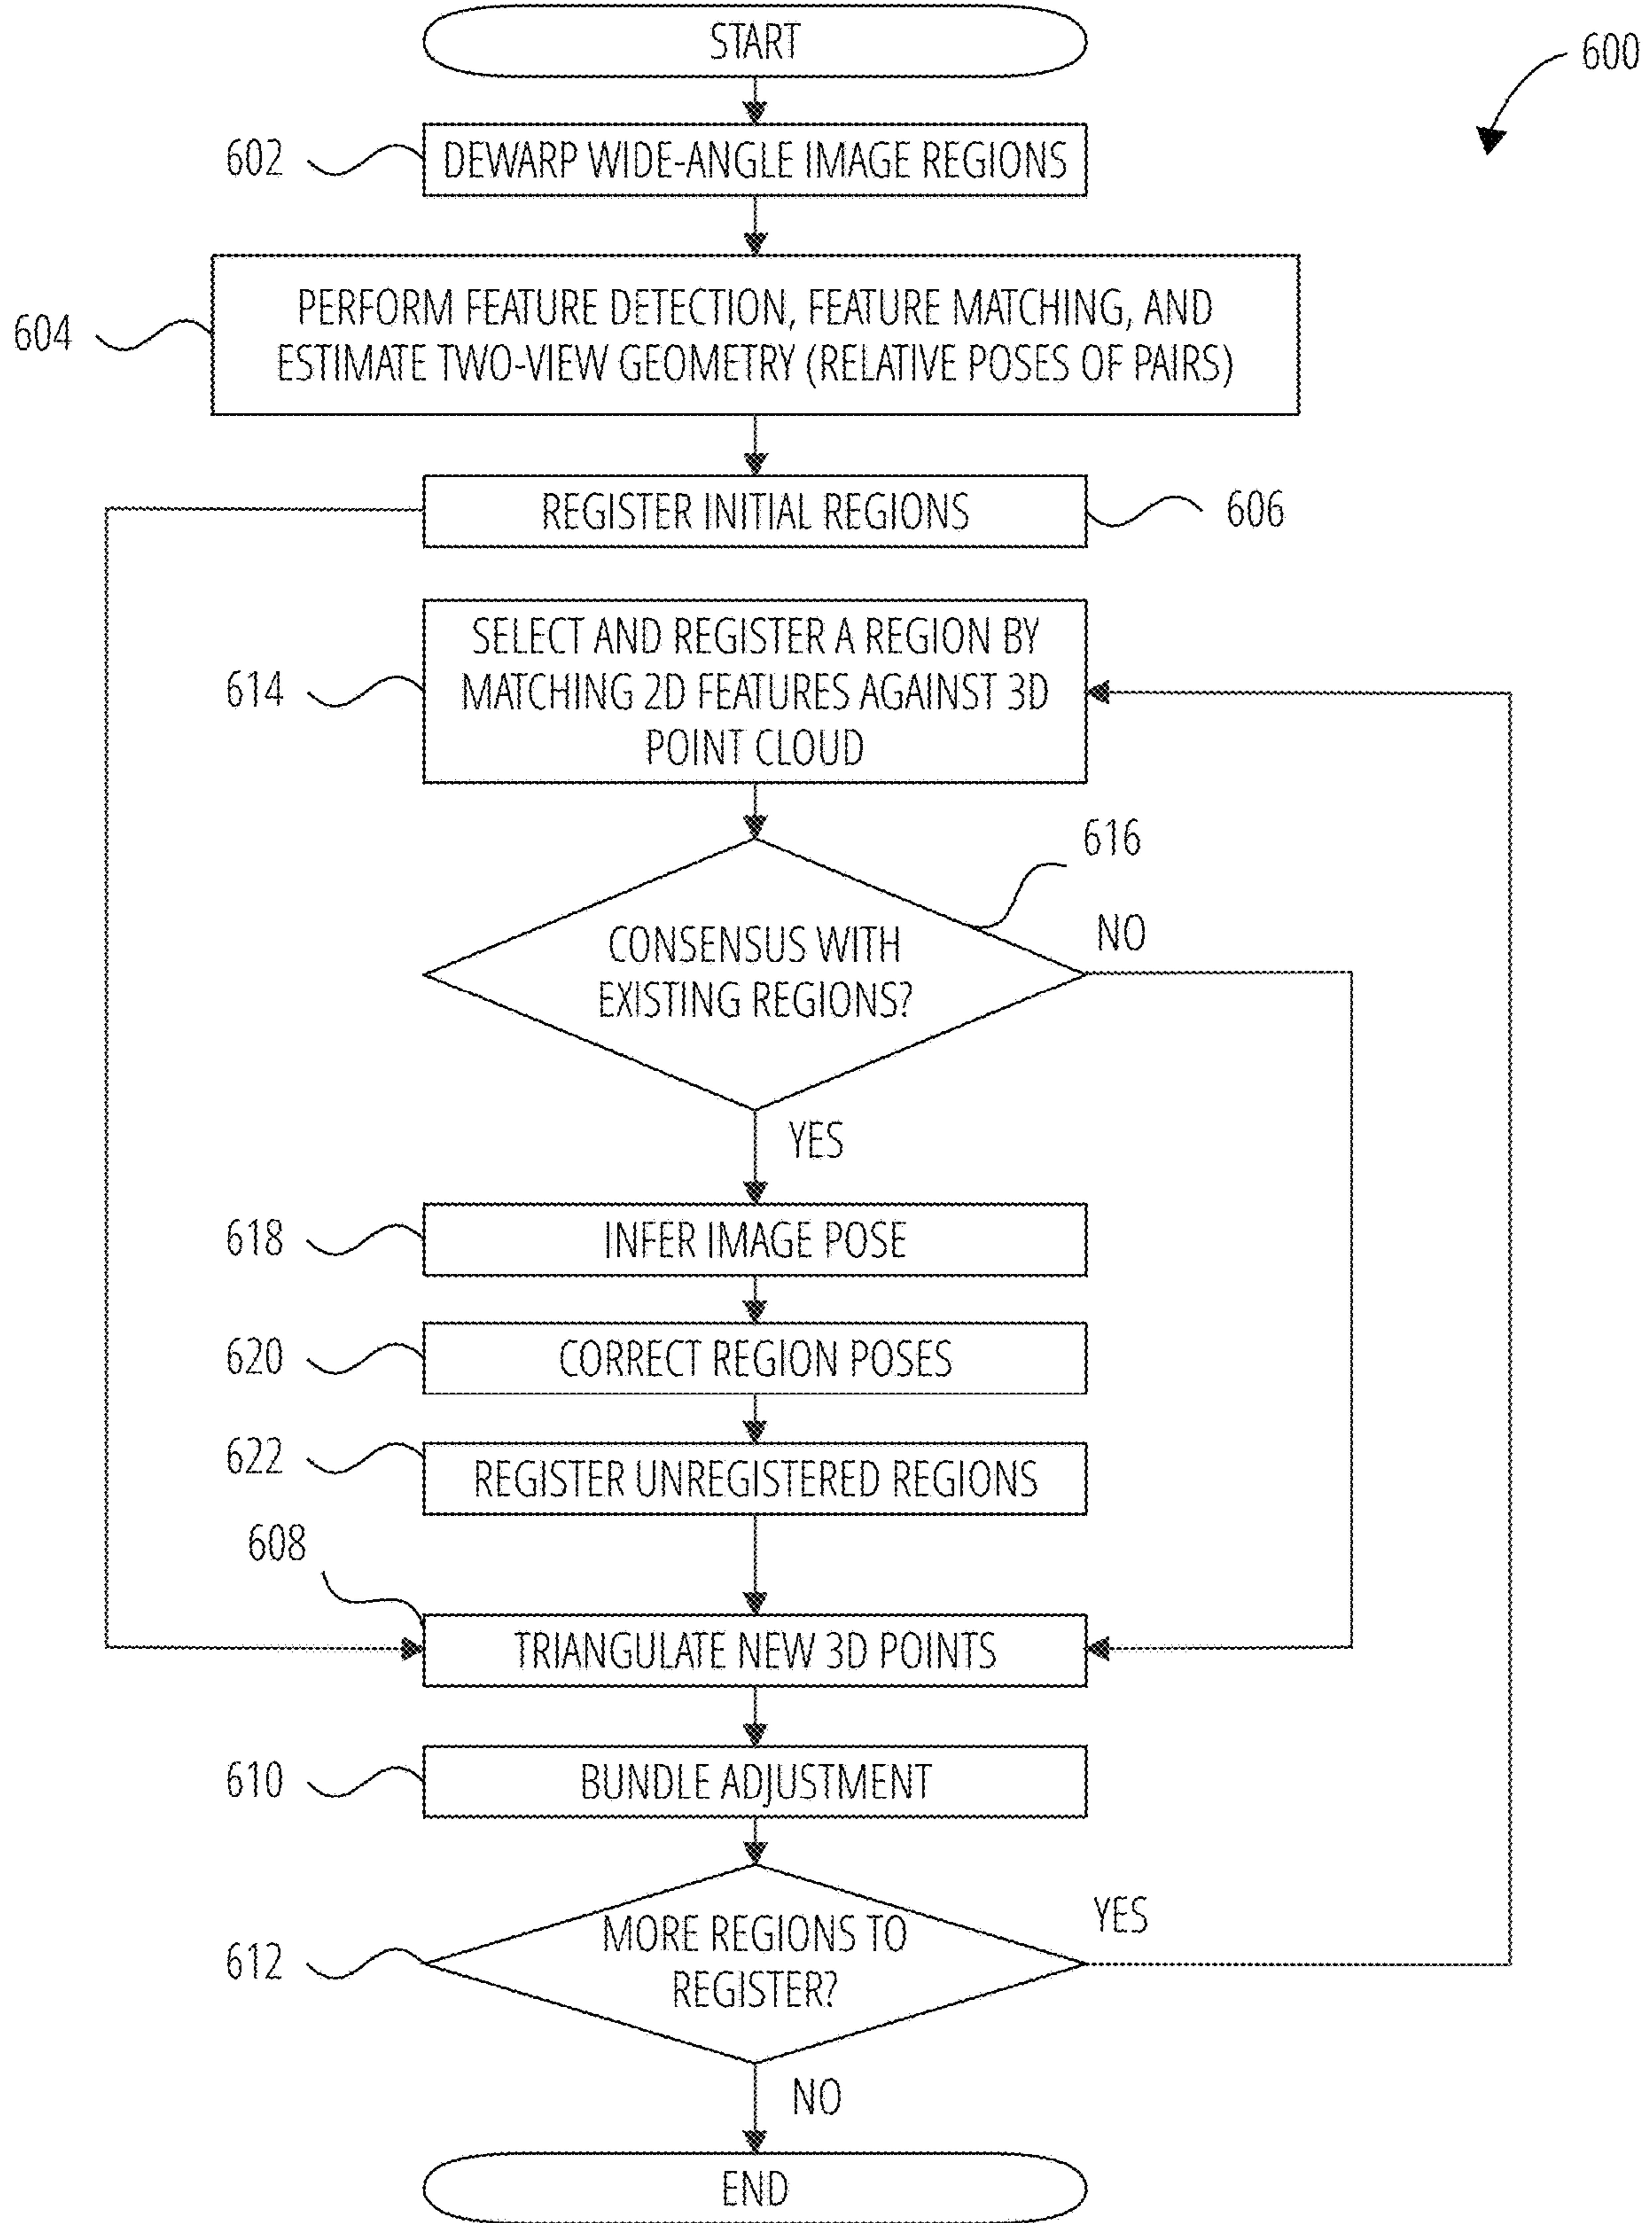 START
600
602
DEWARP WIDE-ANGLE IMAGE REGIONS
604
PERFORM FEATURE DETECTION, FEATURE MATCHING, AND
ESTIMATE TWO-VIEW GEOMETRY (RELATIVE POSES OF PAIRS)
REGISTER INITIAL REGIONS
606
614
SELECT AND REGISTER A REGION BY
MATCHING 2D FEATURES AGAINST 3D
POINT CLOUD
616
CONSENSUS WITH
EXISTING REGIONS?
NO
YES
618
INFER IMAGE POSE
620
CORRECT REGION POSES
622
REGISTER UNREGISTERED REGIONS
608
TRIANGULATE NEW 3D POINTS
610
BUNDLE ADJUSTMENT
612
MORE REGIONS TO
REGISTER?
YES
NO
END